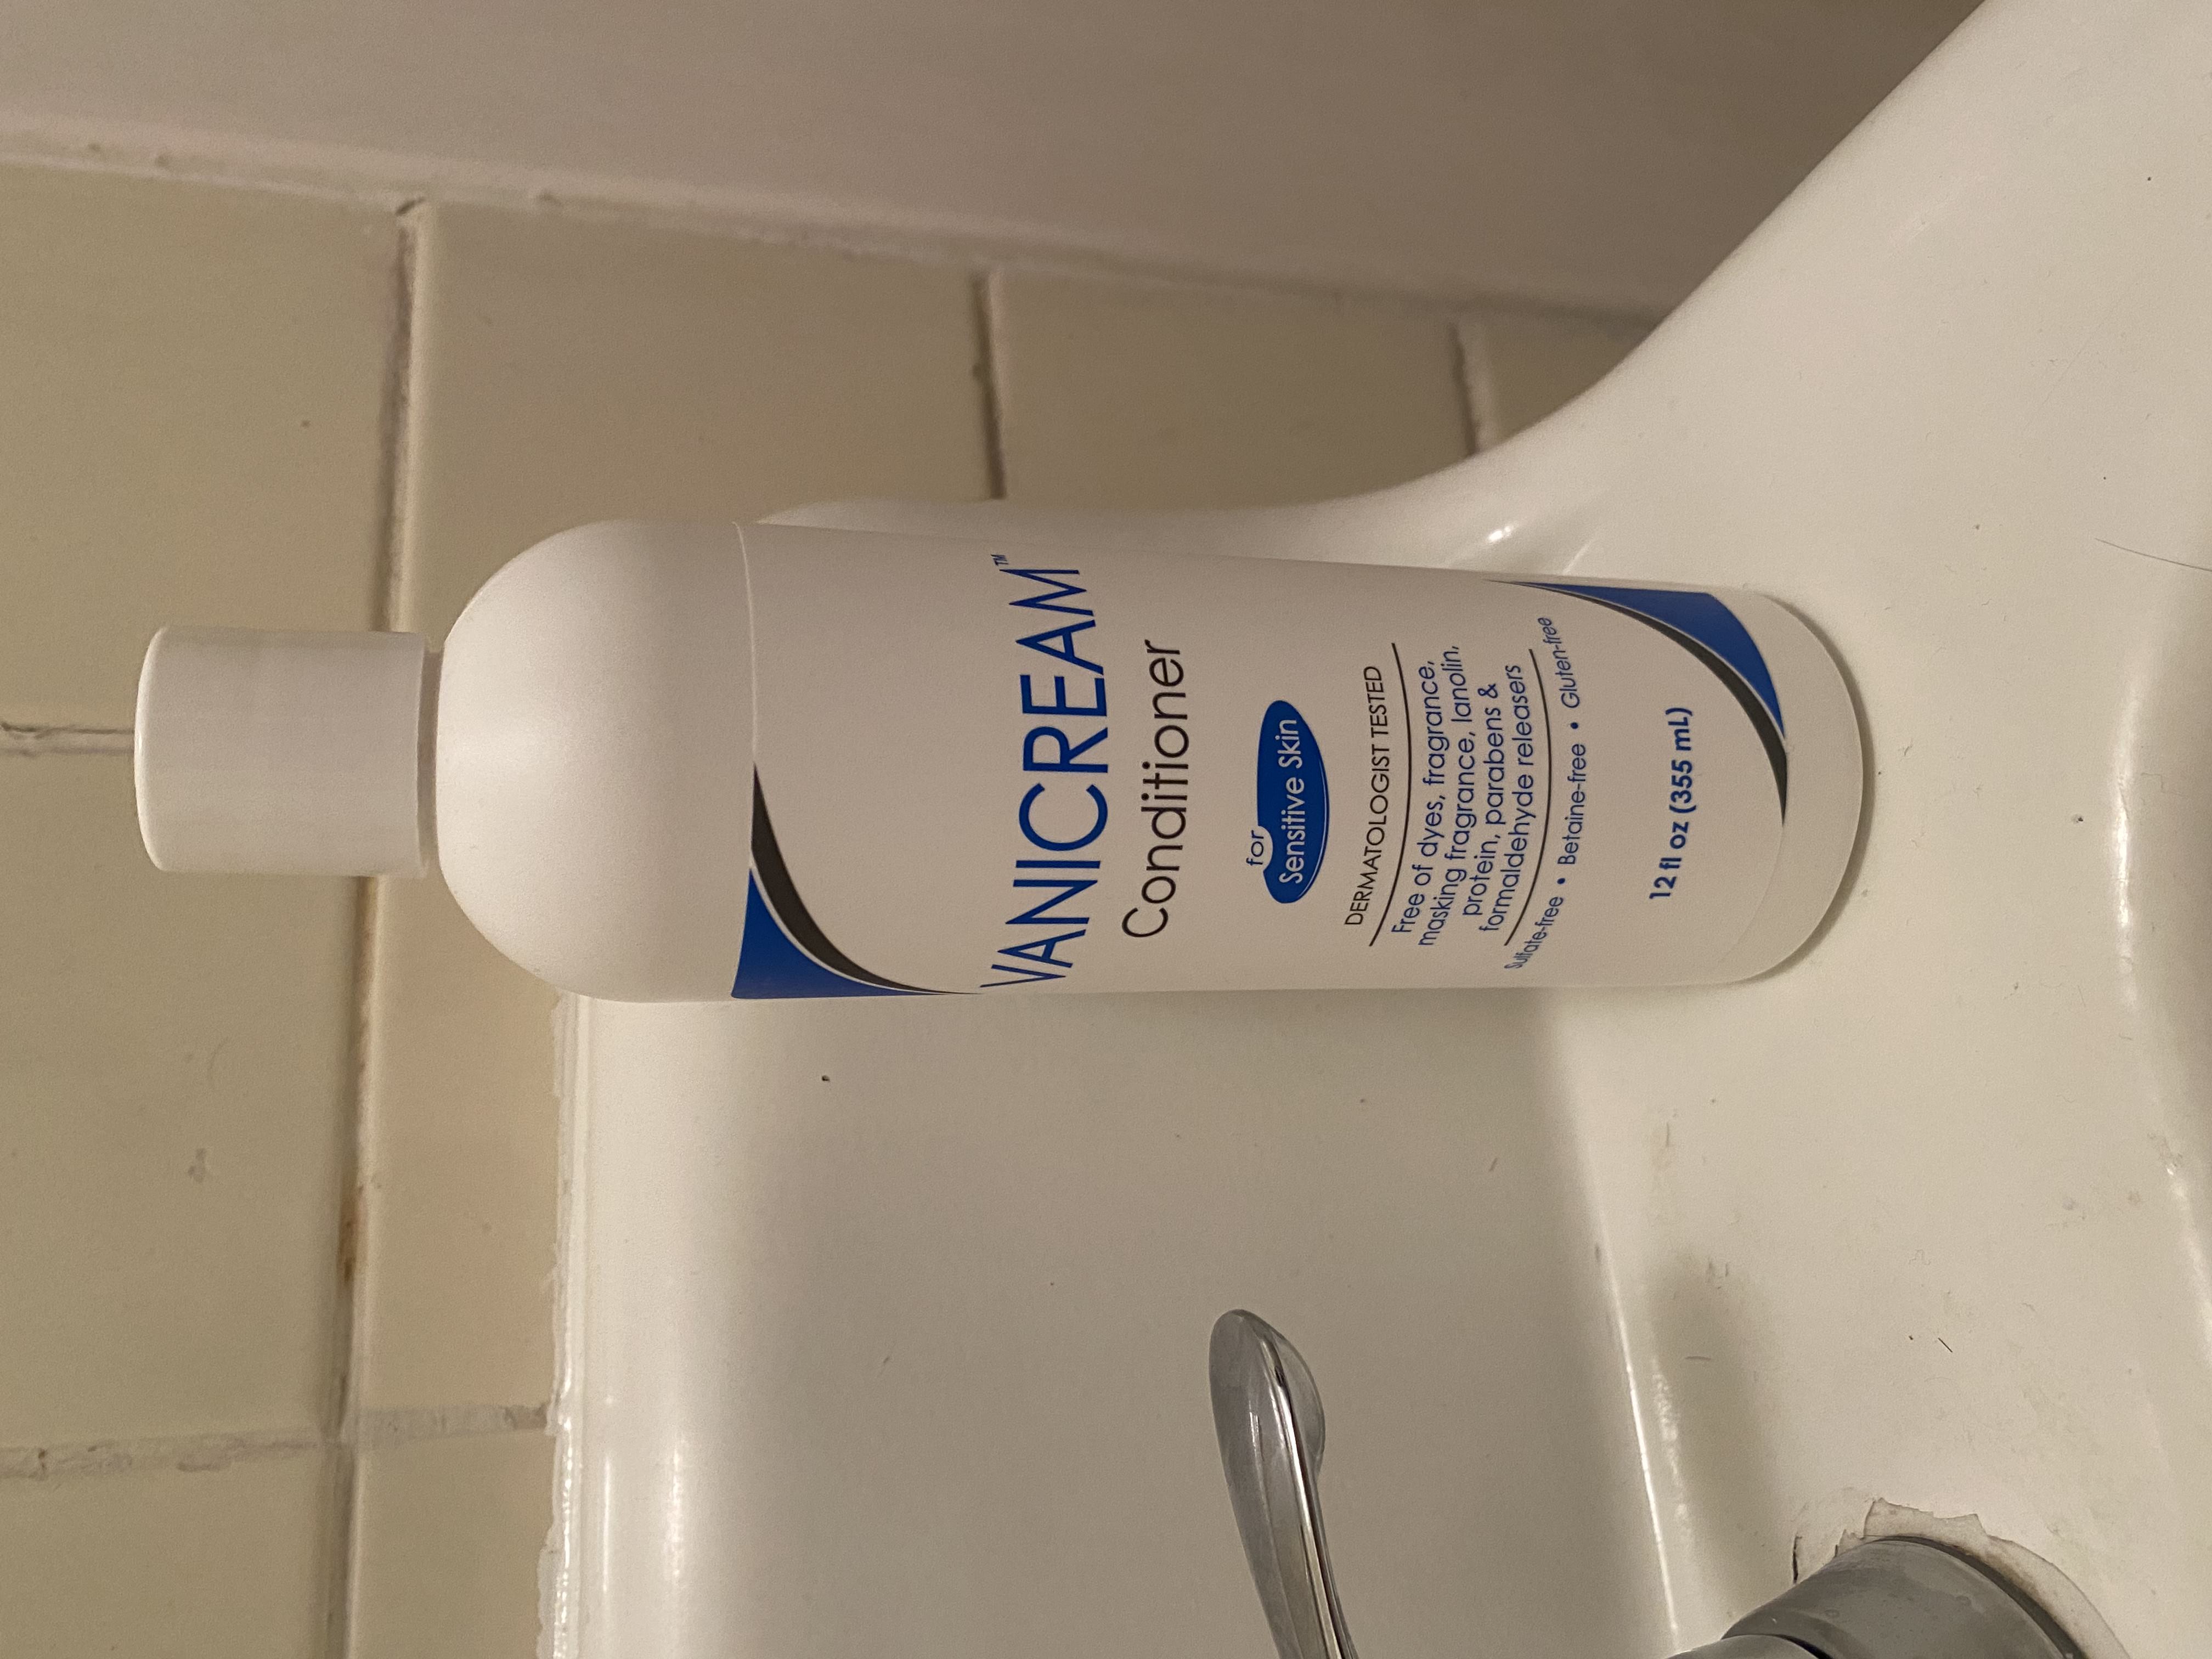 VANICREAM™
Conditioner
for
Sensitive Skin
DERMATOLOGIST TESTED
Free of dyes, fragrance,
masking fragrance, lanolin,
protein, parabens &
formaldehyde releasers
Sulfate-free • Betaine-free • Gluten-free
12 fl oz (355 mL)